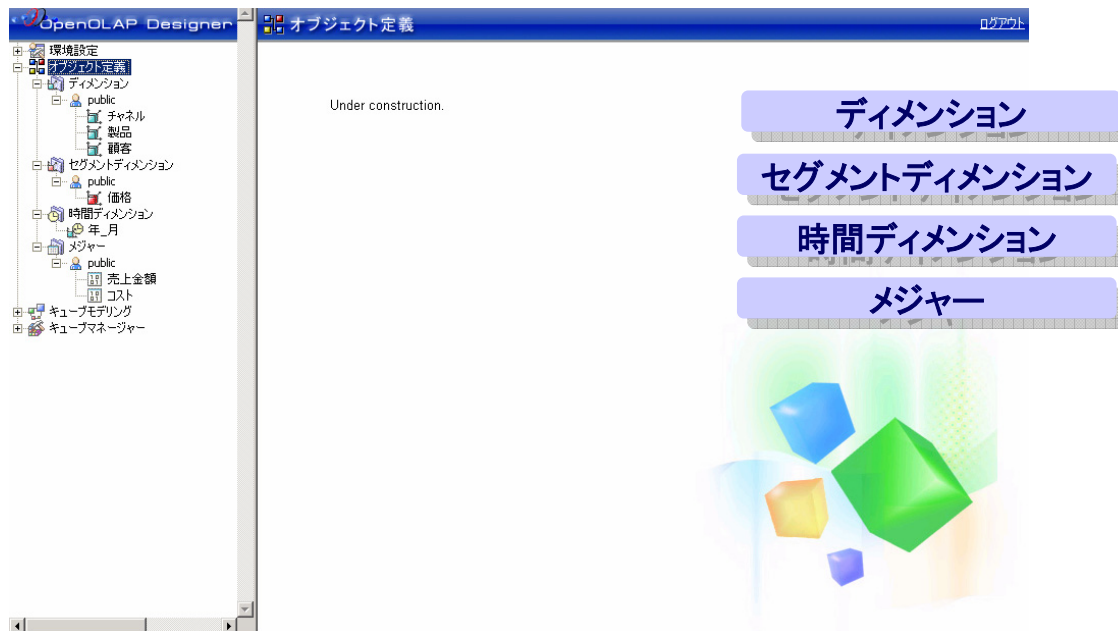 OpenOLAP Designer
オブジェクト定義
ログアウト
環境設定
オブジェクト定義
ディメンション
public
チャネル
製品
顧客
セグメントディメンション
public
価格
時間ディメンション
年_月
メジャー
public
売上金額
コスト
キューブモデリング
キューブマネージャー
Under construction.
ディメンション
セグメントディメンション
時間ディメンション
メジャー